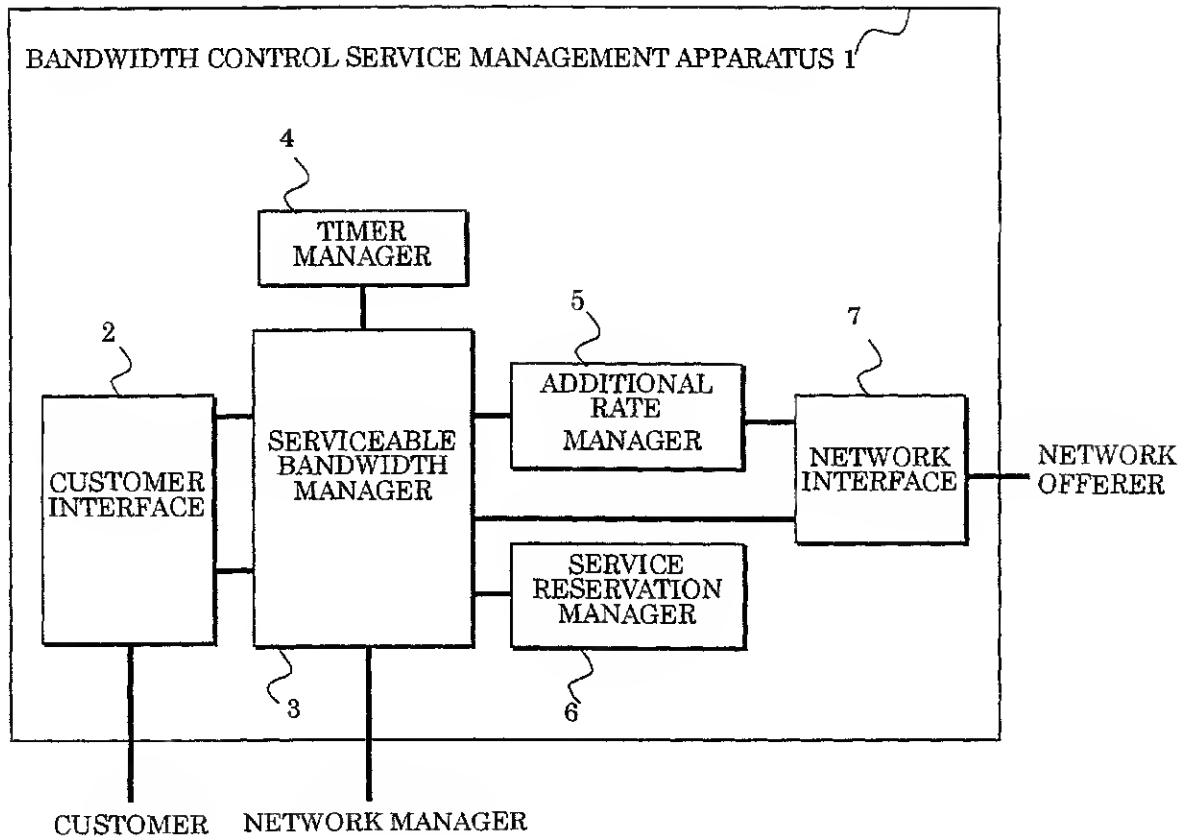 BANDWIDTH CONTROL SERVICE MANAGEMENT APPARATUS 1
4
TIMER
MANAGER
2
CUSTOMER
INTERFACE
SERVICEABLE
BANDWIDTH
MANAGER
3
5
ADDITIONAL
RATE
MANAGER
7
NETWORK
INTERFACE
NETWORK
OFFERER
SERVICE
RESERVATION
MANAGER
6
CUSTOMER
NETWORK MANAGER